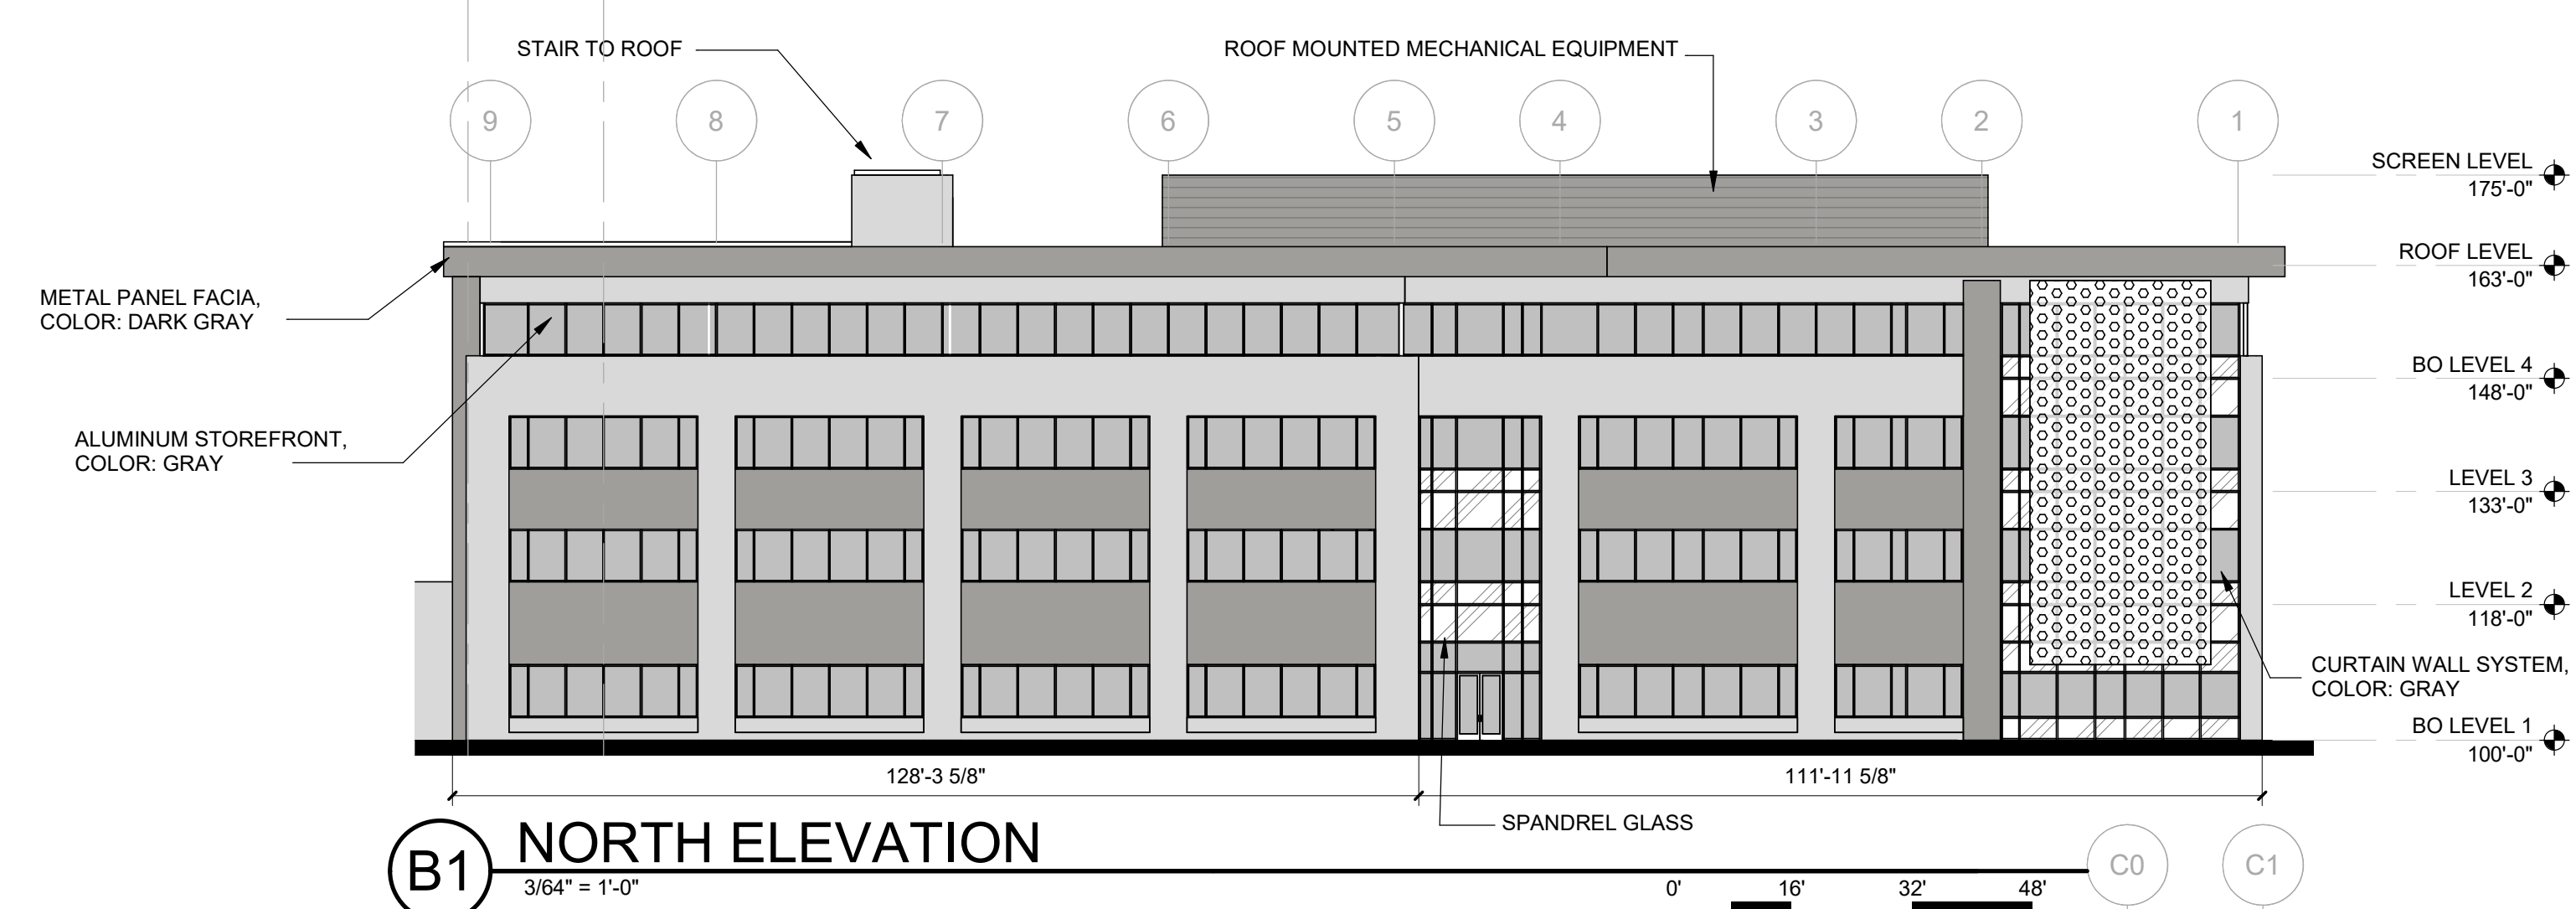 STAIR TO ROOF
ROOF MOUNTED MECHANICAL EQUIPMENT
9
8
7
6
5
4
3
2
1
SCREEN LEVEL
175'-0"
ROOF LEVEL
163'-0"
METAL PANEL FACIA,
COLOR: DARK GRAY
BO LEVEL 4
148'-0"
ALUMINUM STOREFRONT,
COLOR: GRAY
LEVEL 3
133'-0"
LEVEL 2
118'-0"
CURTAIN WALL SYSTEM,
COLOR: GRAY
BO LEVEL 1
100'-0"
128'-3 5/8"
111'-11 5/8"
SPANDREL GLASS
B1
NORTH ELEVATION
3/64" = 1'-0"
0'
16'
32'
48'
C0
C1